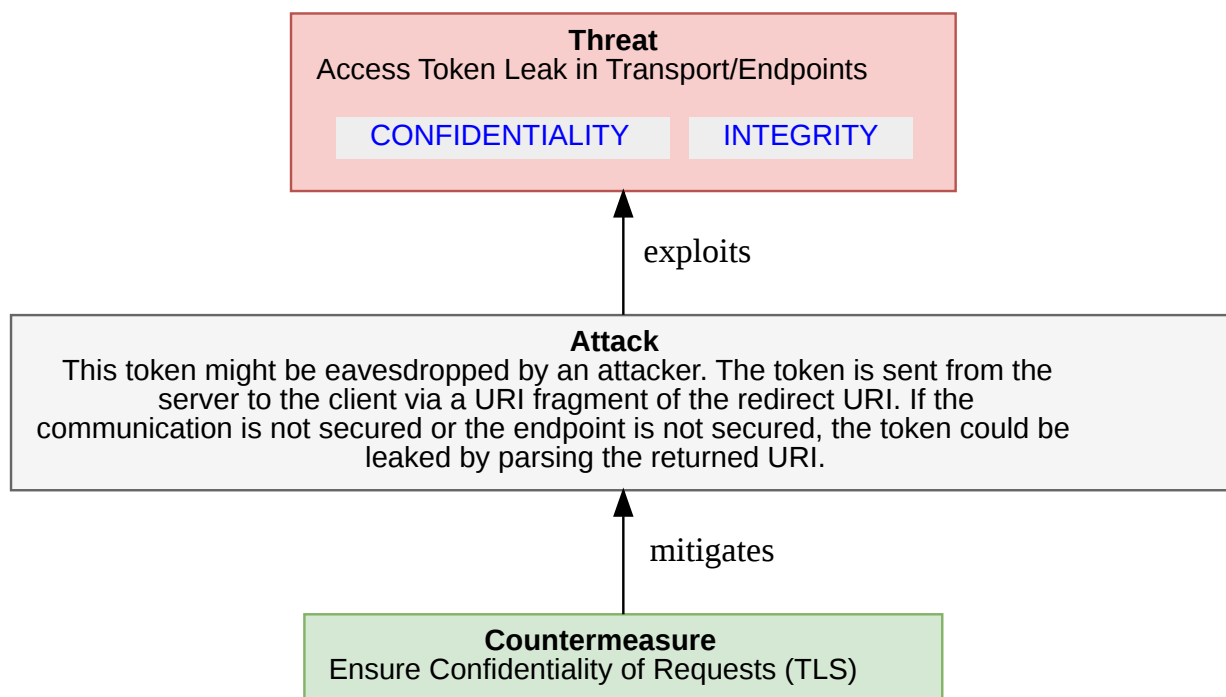 Threat
Access Token Leak in Transport/Endpoints
CONFIDENTIALITY INTEGRITY
exploits
Attack
This token might be eavesdropped by an attacker. The token is sent from the
server to the client via a URI fragment of the redirect URI. If the
communication is not secured or the endpoint is not secured, the token could be
leaked by parsing the returned URI.
mitigates
Countermeasure
Ensure Confidentiality of Requests (TLS)